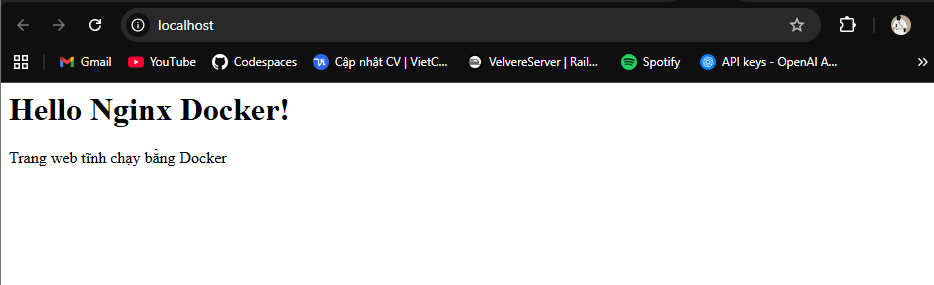 localhost
Gmail YouTube Codespaces Cập nhật CV | VietC... VelvereServer | Rail... Spotify API keys - OpenAI A...
Hello Nginx Docker!
Trang web tĩnh chạy bằng Docker